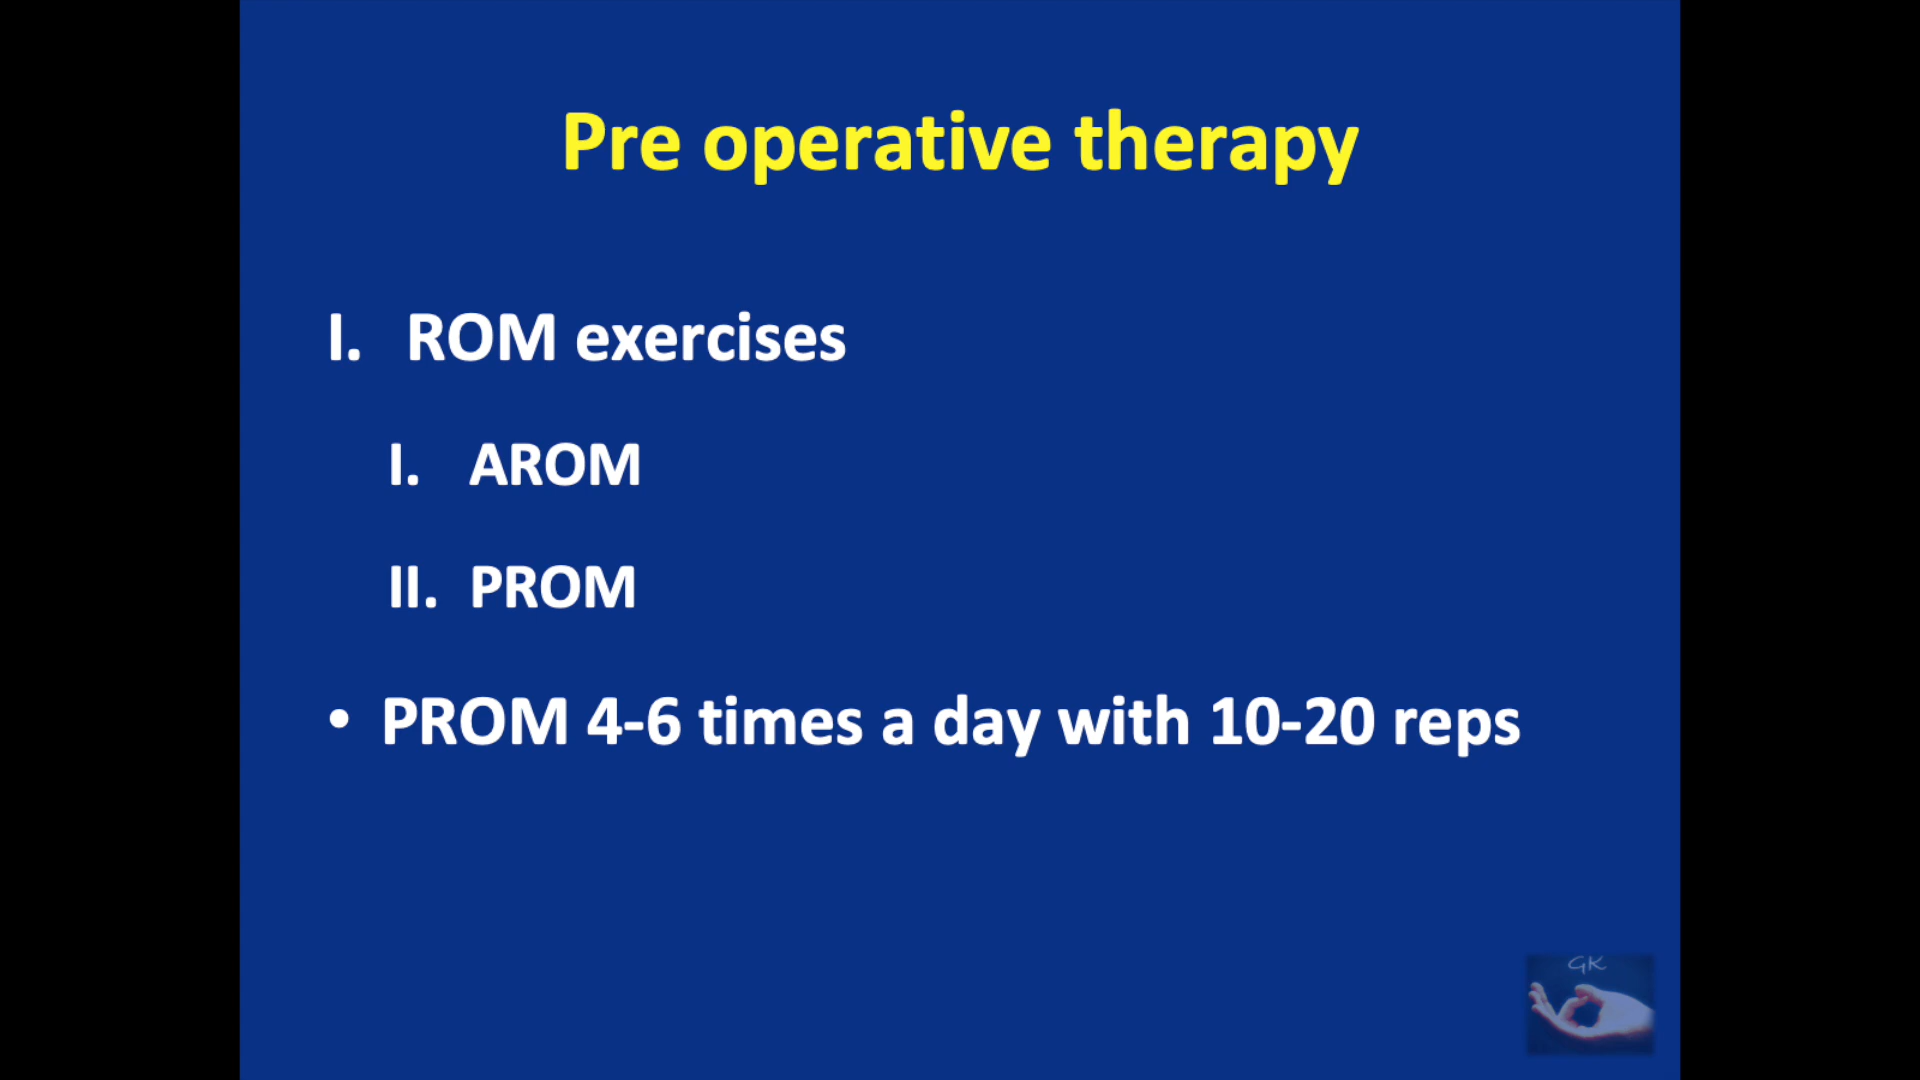 Pre operative therapy
I. ROM exercises
I. AROM
II. PROM
• PROM 4-6 times a day with 10-20 reps
GK